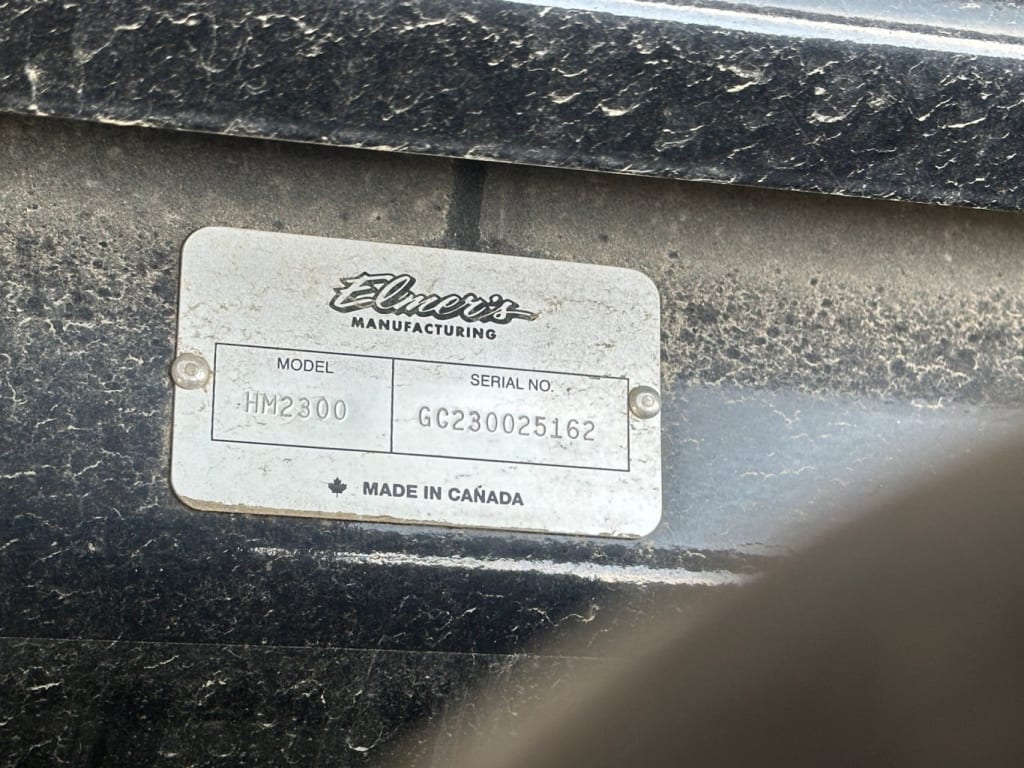 Elmer's
MANUFACTURING
MODEL
SERIAL NO.
HM2300
GC230025162
MADE IN CANADA